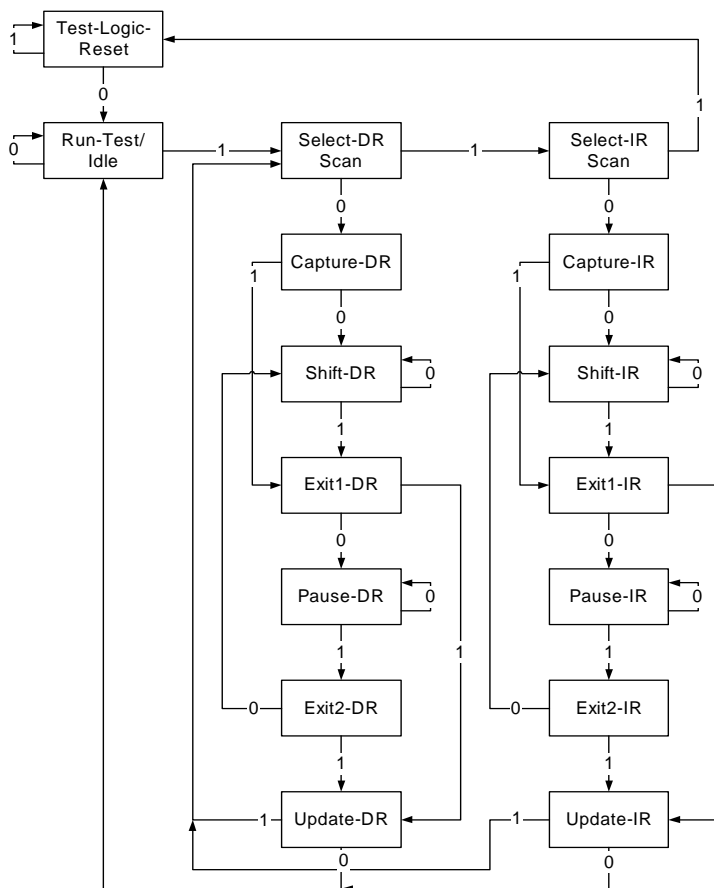 Test-Logic-
Reset
1
1
0
Run-Test/
Idle
0
1
Select-DR
Scan
1
Select-IR
Scan
0
0
Capture-DR
1
Capture-IR
1
0
0
Shift-DR
0
Shift-IR
0
1
1
Exit1-DR
Exit1-IR
0
0
Pause-DR
0
Pause-IR
0
1
1
1
Exit2-DR
0
Exit2-IR
0
1
1
Update-DR
1
Update-IR
1
0
0